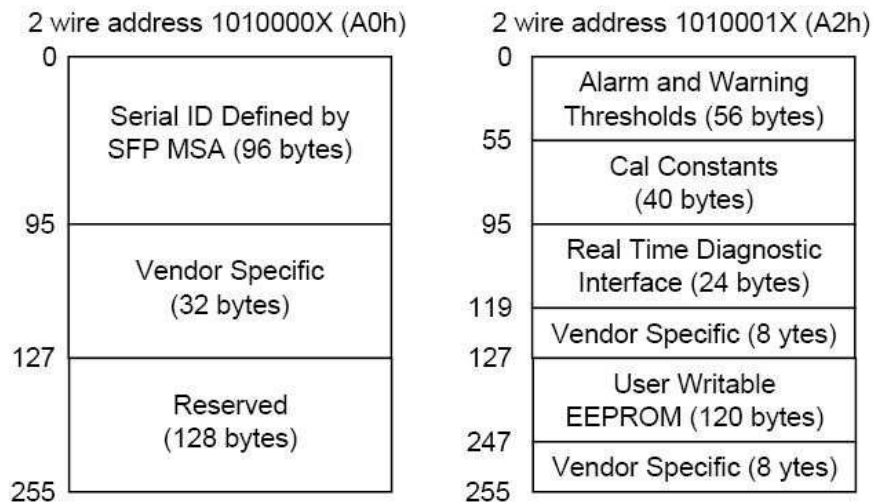 2 wire address 1010000X (A0h)
0
Serial ID Defined by
SFP MSA (96 bytes)
95
Vendor Specific
(32 bytes)
127
Reserved
(128 bytes)
255
2 wire address 1010001X (A2h)
0
Alarm and Warning
Thresholds (56 bytes)
55
Cal Constants
(40 bytes)
95
Real Time Diagnostic
Interface (24 bytes)
119
Vendor Specific (8 ytes)
127
User Writable
EEPROM (120 bytes)
247
Vendor Specific (8 ytes)
255